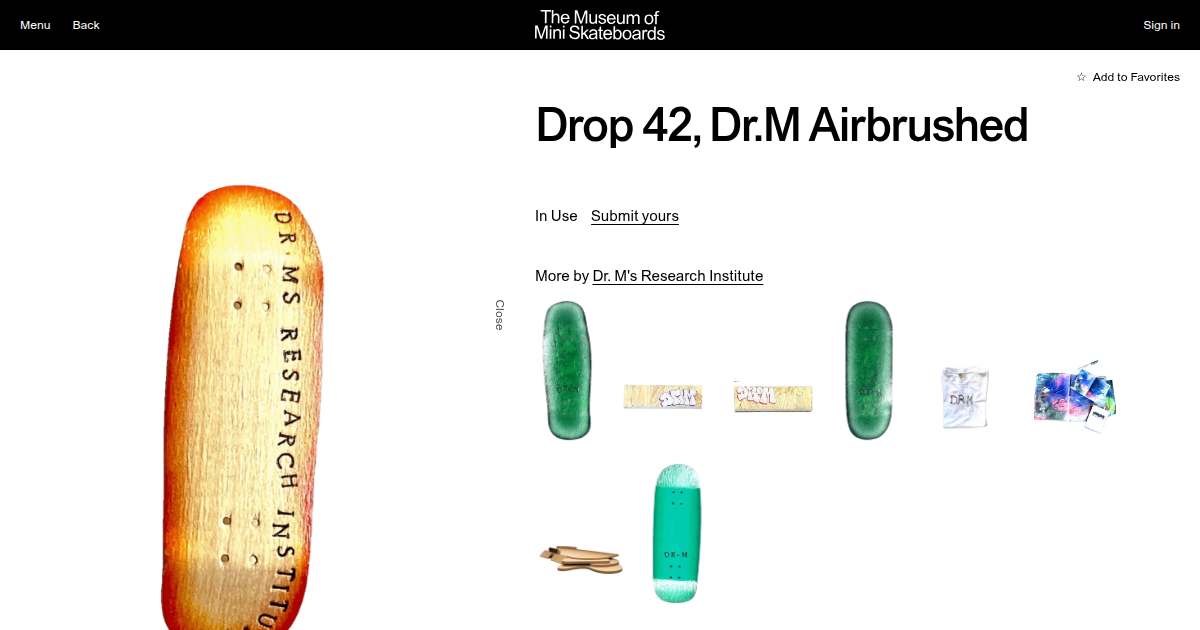 Menu
Back
The Museum of
Mini Skateboards
Sign in
☆ Add to Favorites
Drop 42, Dr.M Airbrushed
In Use
Submit yours
More by Dr. M's Research Institute
Close
DR. MS RESEARCH INSTITU
DRM
DR-M